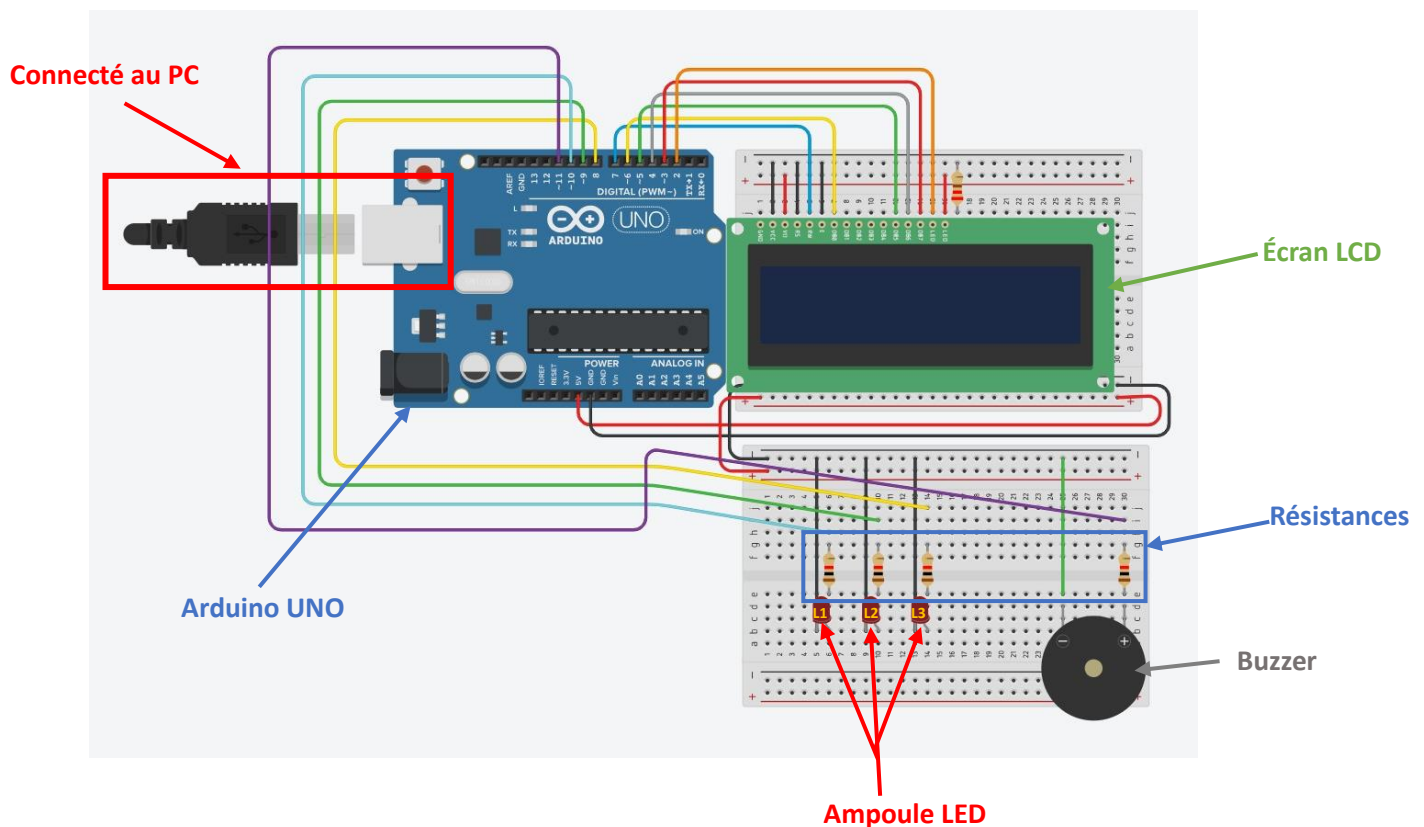 Connecté au PC
AREF
GND
13
12
~11
~10
~9
8
7
~6
~5
4
~3
2
TX→1
RX←0
DIGITAL (PWM~)
L
TX
RX
ARDUINO
UNO
ON
POWER
ANALOG IN
IOREF
RESET
3.3V
5V
GND
GND
Vin
A0
A1
A2
A3
A4
A5
GND
VCC
Écran LCD
Résistances
Arduino UNO
L1
L2
L3
Buzzer
Ampoule LED